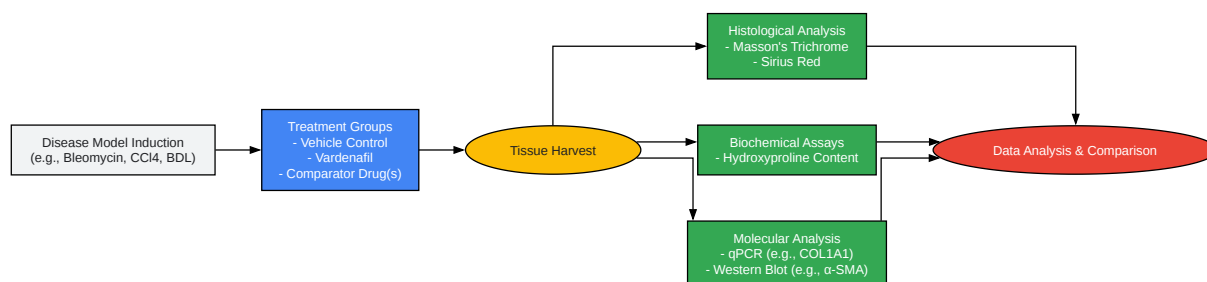 Disease Model Induction
(e.g., Bleomycin, CCl4, BDL)
Treatment Groups
- Vehicle Control
- Vardenafil
- Comparator Drug(s)
Tissue Harvest
Histological Analysis
- Masson's Trichrome
- Sirius Red
Biochemical Assays
- Hydroxyproline Content
Molecular Analysis
- qPCR (e.g., COL1A1)
- Western Blot (e.g., α-SMA)
Data Analysis & Comparison